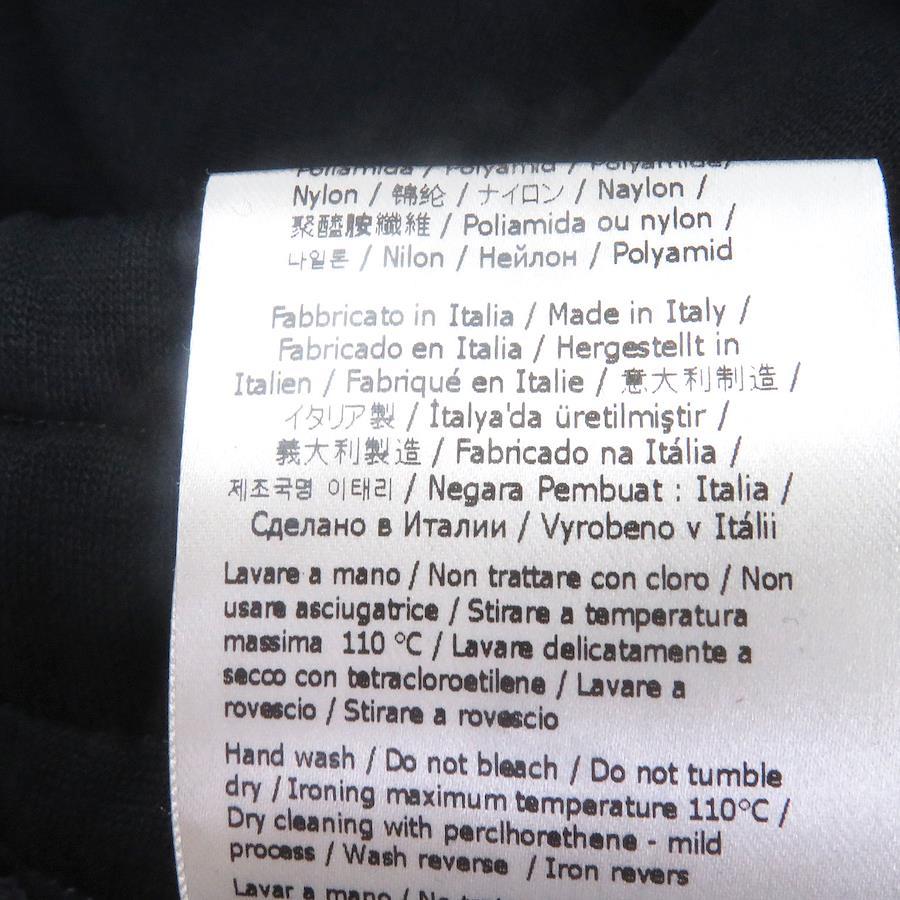 Poliamida / Polyamid / Polyamide/
Nylon / 锦纶 / ナイロン / Naylon /
聚醯胺纖維 / Poliamida ou nylon /
나일론 / Nilon / Нейлон / Polyamid
Fabbricato in Italia / Made in Italy /
Fabricado en Italia / Hergestellt in
Italien / Fabriqué en Italie / 意大利制造 /
イタリア製 / İtalya'da üretilmiştir /
義大利製造 / Fabricado na Itália /
제조국명 이태리 / Negara Pembuat : Italia /
Сделано в Италии / Vyrobeno v Itálii
Lavare a mano / Non trattare con cloro / Non
usare asciugatrice / Stirare a temperatura
massima 110 °C / Lavare delicatamente a
secco con tetracloroetilene / Lavare a
rovescio / Stirare a rovescio
Hand wash / Do not bleach / Do not tumble
dry / Ironing maximum temperature 110°C /
Dry cleaning with perclhorethene - mild
process / Wash reverse / Iron revers
Lavar a mano / No